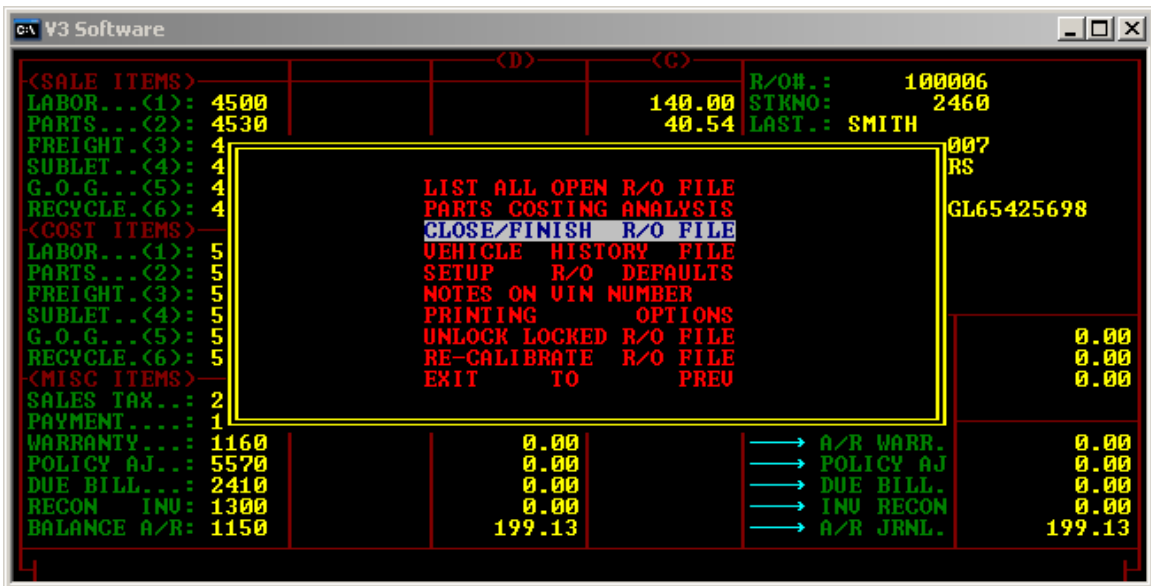 V3 Software
(D) (C)
(SALE ITEMS) R/O#.: 100006
LABOR...(1): 4500 140.00 STKNO: 2460
PARTS...(2): 4530 40.54 LAST.: SMITH
FREIGHT.(3): 4 007
SUBLET..(4): 4 RS
G.O.G...(5): 4 LIST ALL OPEN R/O FILE
RECYCLE.(6): 4 PARTS COSTING ANALYSIS GL65425698
(COST ITEMS) CLOSE/FINISH R/O FILE
LABOR...(1): 5 VEHICLE HISTORY FILE
PARTS...(2): 5 SETUP R/O DEFAULTS
FREIGHT.(3): 5 NOTES ON VIN NUMBER
SUBLET..(4): 5 PRINTING OPTIONS
G.O.G...(5): 5 UNLOCK LOCKED R/O FILE 0.00
RECYCLE.(6): 5 RE-CALIBRATE R/O FILE 0.00
(MISC ITEMS) EXIT TO PREV 0.00
SALES TAX..: 2
PAYMENT....: 1
WARRANTY...: 1160 0.00 → A/R WARR. 0.00
POLICY AJ..: 5570 0.00 → POLICY AJ 0.00
DUE BILL...: 2410 0.00 → DUE BILL. 0.00
RECON INV: 1300 0.00 → INV RECON 0.00
BALANCE A/R: 1150 199.13 → A/R JRNL. 199.13